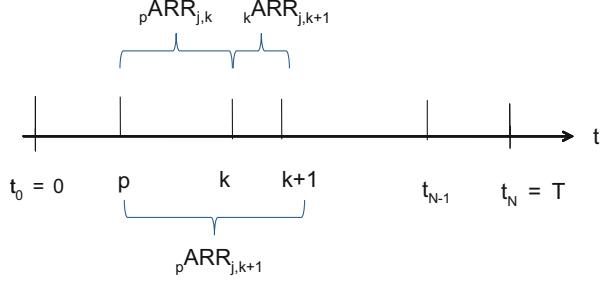 pARRj,k kARRj,k+1
t
t0 = 0 p k k+1 tN-1 tN = T
pARRj,k+1